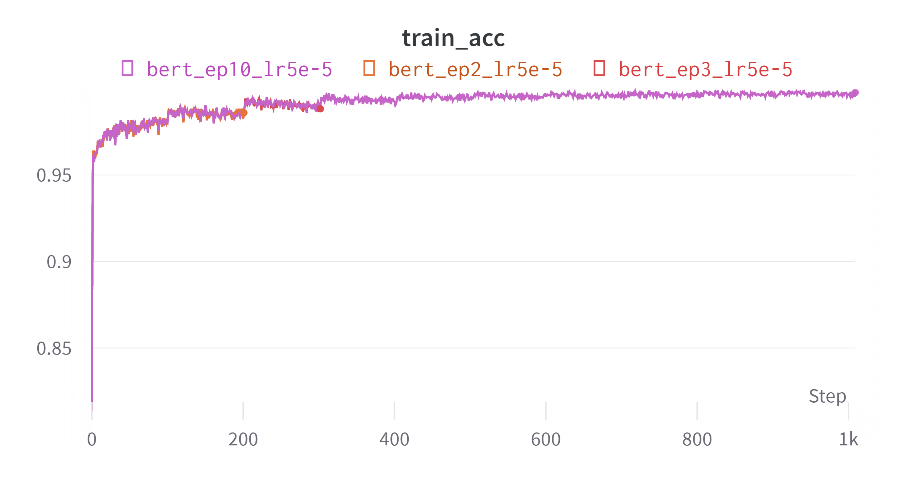 train_acc
bert_ep10_lr5e-5 bert_ep2_lr5e-5 bert_ep3_lr5e-5
0.95
0.9
0.85
Step
0 200 400 600 800 1k